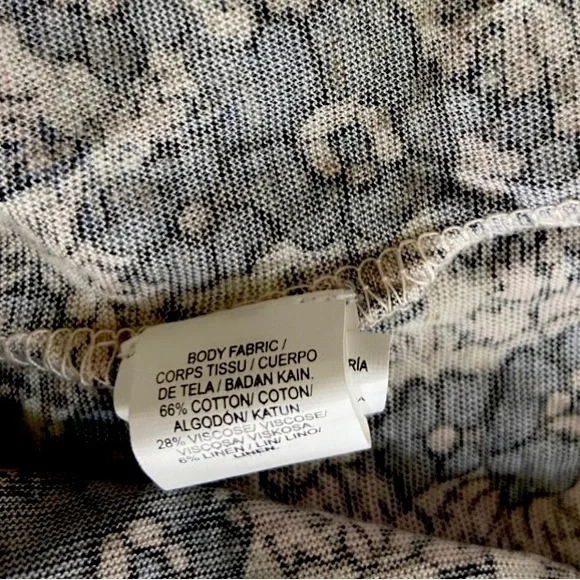 BODY FABRIC /
CORPS TISSU / CUERPO
DE TELA / BADAN KAIN.
66% COTTON/ COTON/
ALGODÓN/ KATUN
28% VISCOSE/ VISCOSE/
VISCOSA/ VISKOSA
6% LINEN / LIN/ LINO/
LINEN.
RÍA
A